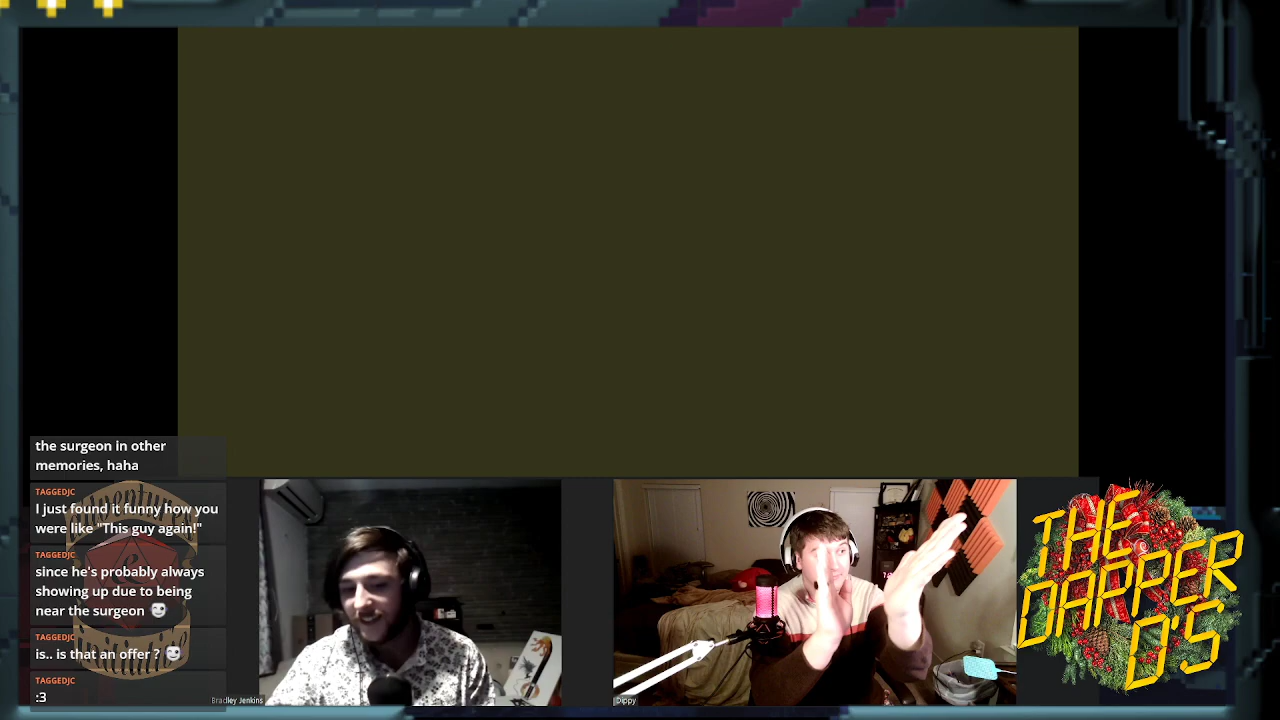 the surgeon in other
memories, haha
TAGGEDJC
I just found it funny how you
were like "This guy again!"
TAGGEDJC
since he's probably always
showing up due to being
near the surgeon
TAGGEDJC
is.. is that an offer ?
TAGGEDJC
:3
Bradley Jenkins
Dippy
THE
DAPPER
D'S